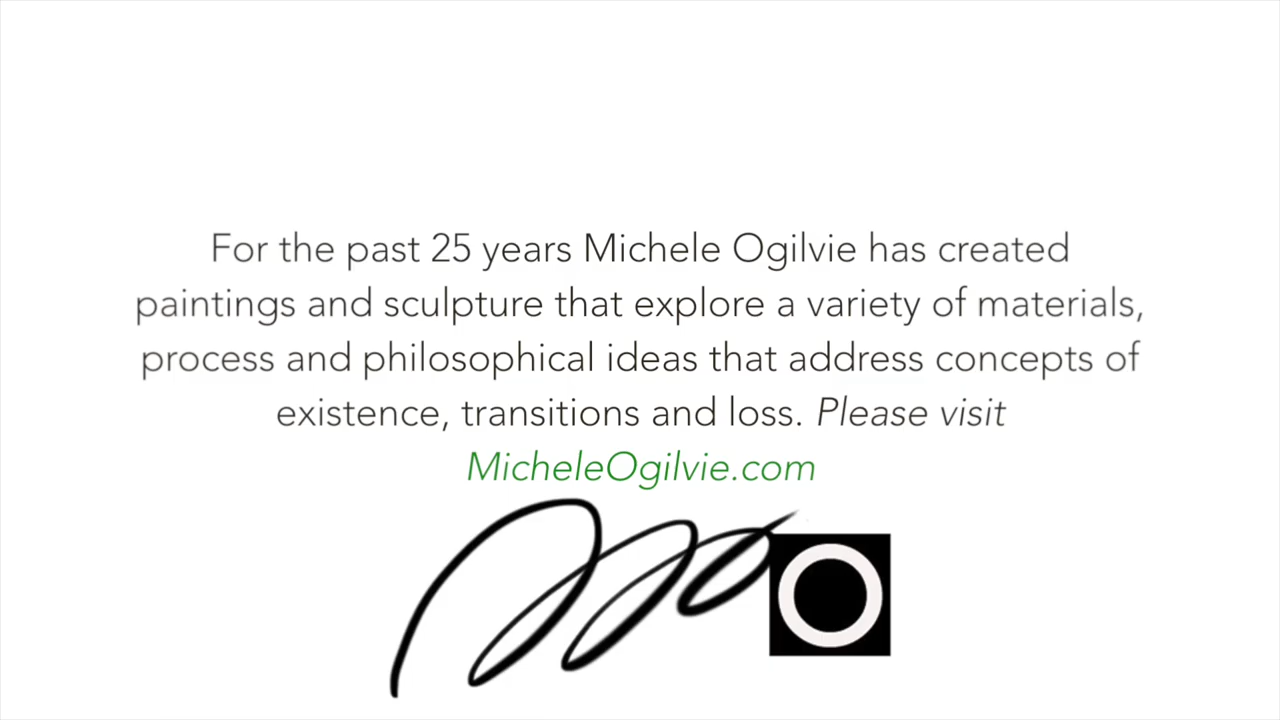 For the past 25 years Michele Ogilvie has created
paintings and sculpture that explore a variety of materials,
process and philosophical ideas that address concepts of
existence, transitions and loss. Please visit
MicheleOgilvie.com